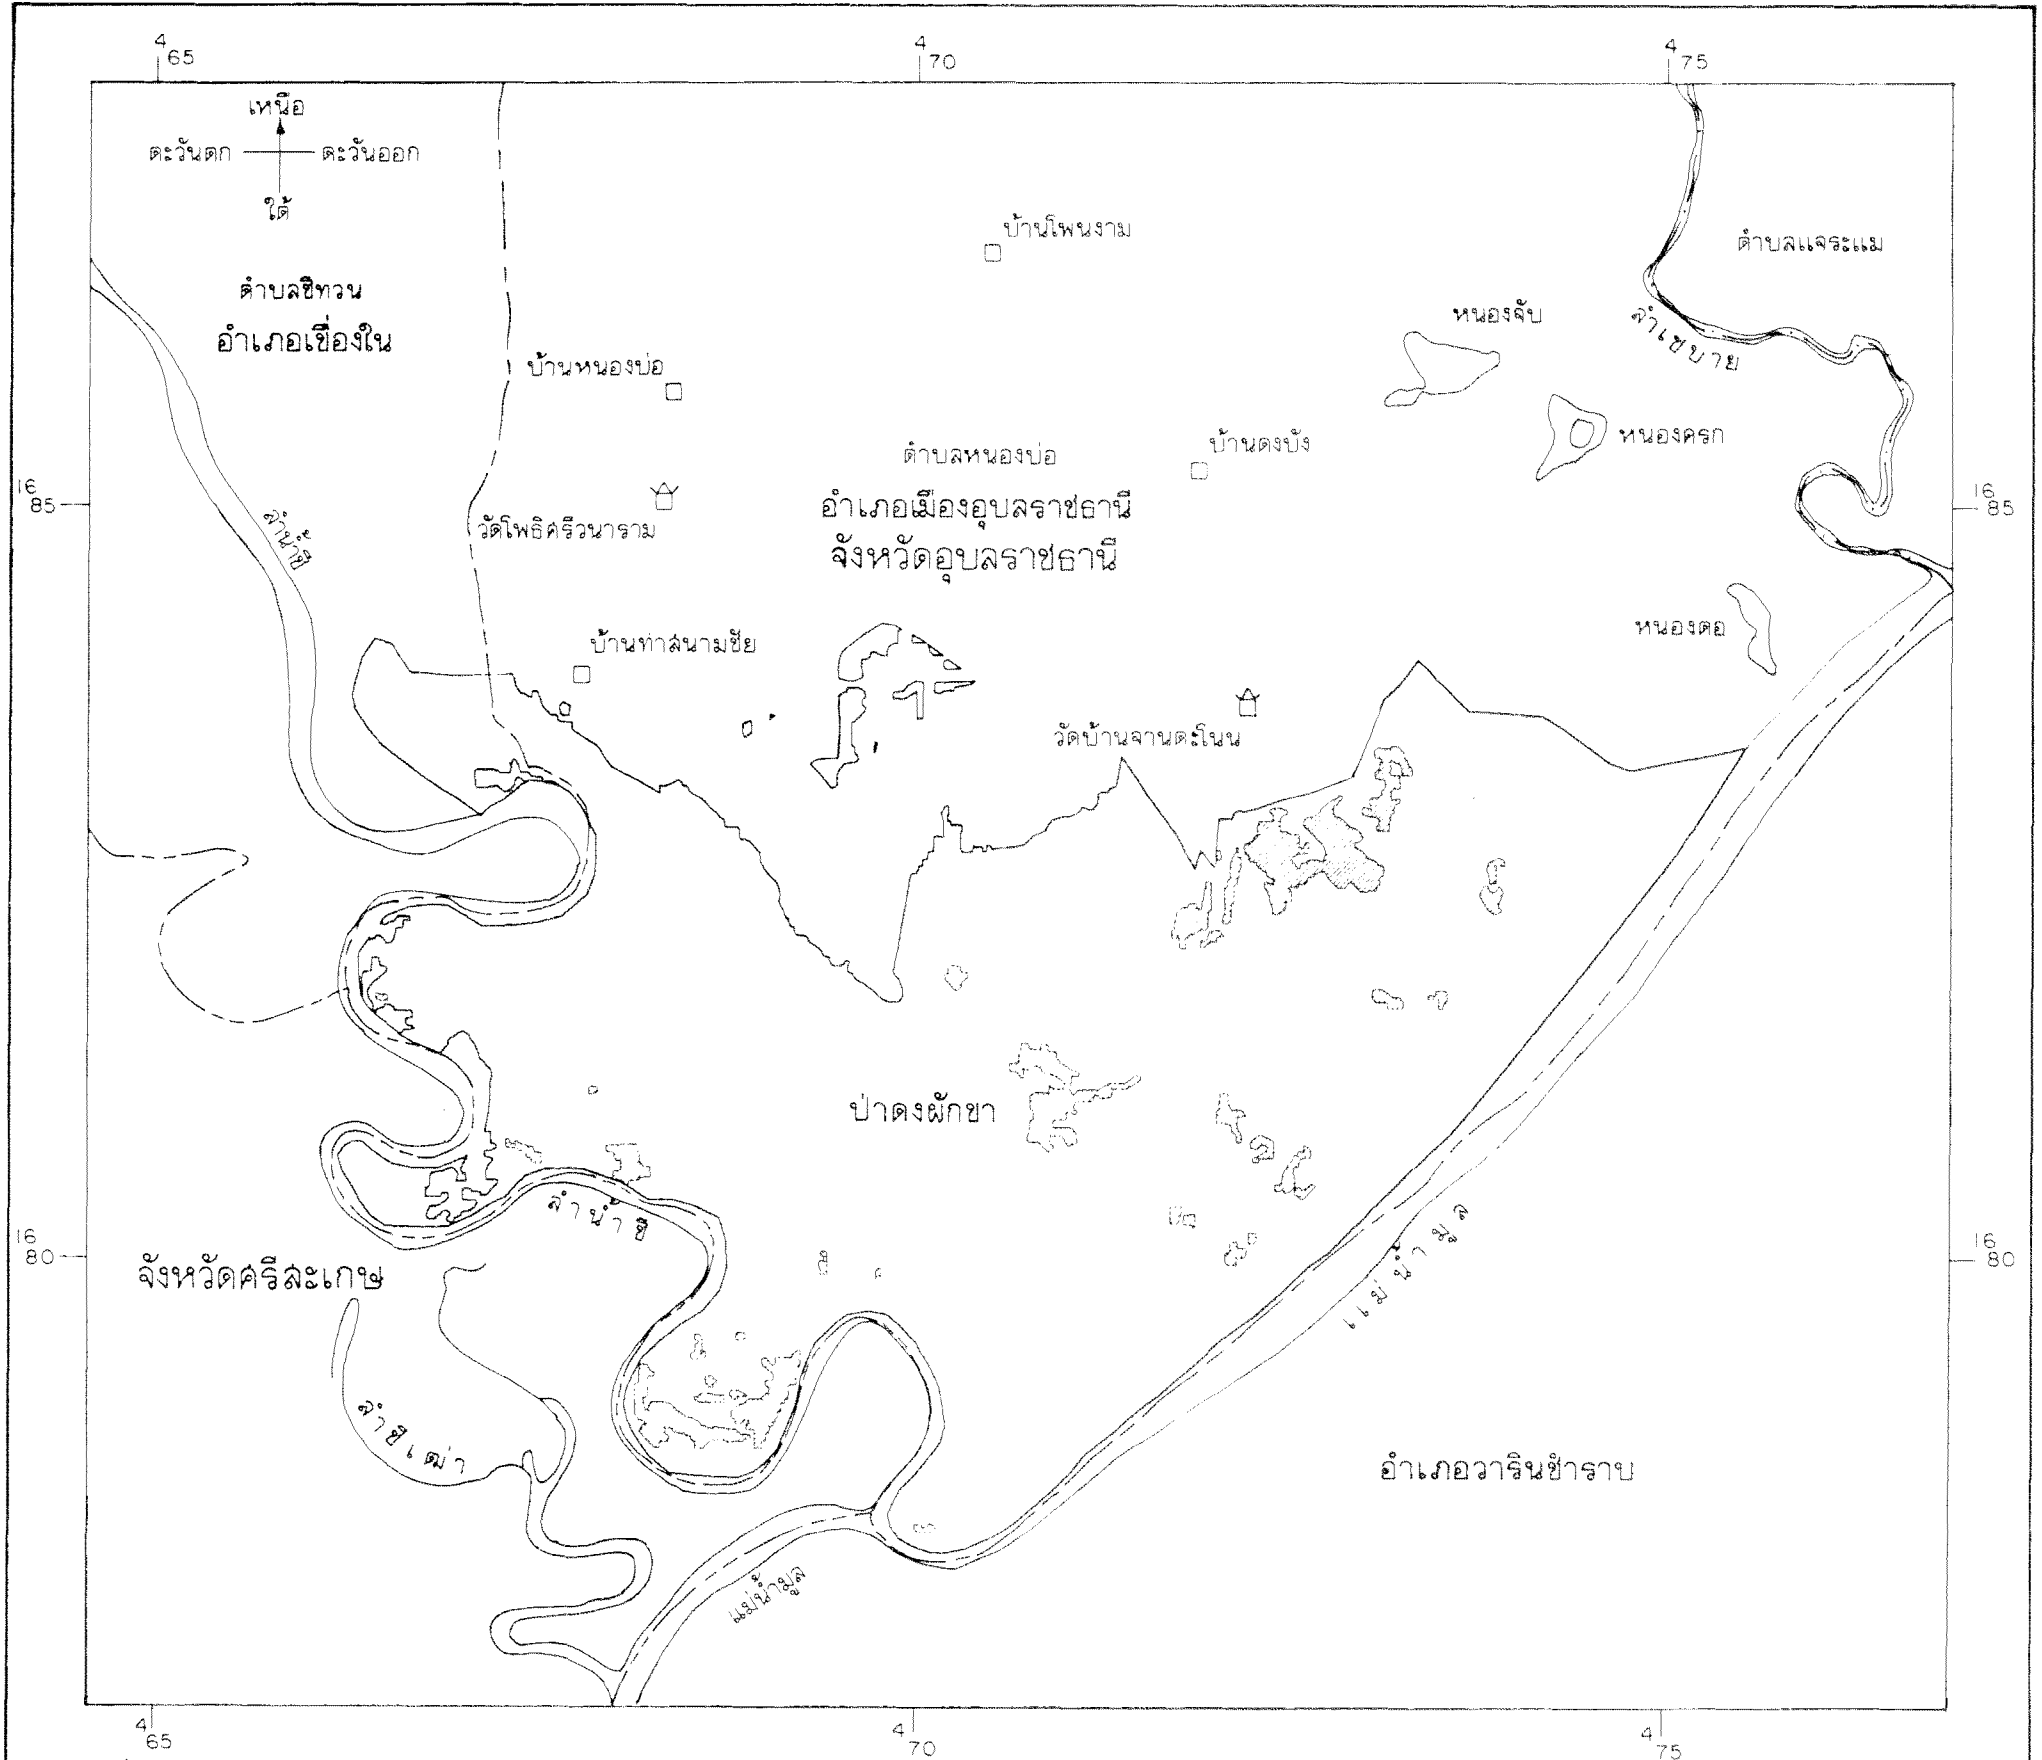 4 65
4 70
4 75
เหนือ
ตะวันตก ตะวันออก
ใต้
บ้านโพนงาม
ตำบลแจระแม
ตำบลชีทวน
อำเภอเขื่องใน
หนองจับ
ลำเซบาย
บ้านหนองบ่อ
หนองครก
บ้านดงบัง
ตำบลหนองบ่อ
16 85
16 85
อำเภอเมืองอุบลราชธานี
วัดโพธิศรีวนาราม
ลำน้ำชี
จังหวัดอุบลราชธานี
หนองตอ
บ้านท่าสนามชัย
วัดบ้านจานตะโนน
ป่าดงผักขา
ลำน้ำชี
16 80
16 80
แม่น้ำมูล
จังหวัดศรีสะเกษ
ลำชีเฒ่า
อำเภอวารินชำราบ
แม่น้ำมูล
4 65
4 70
4 75